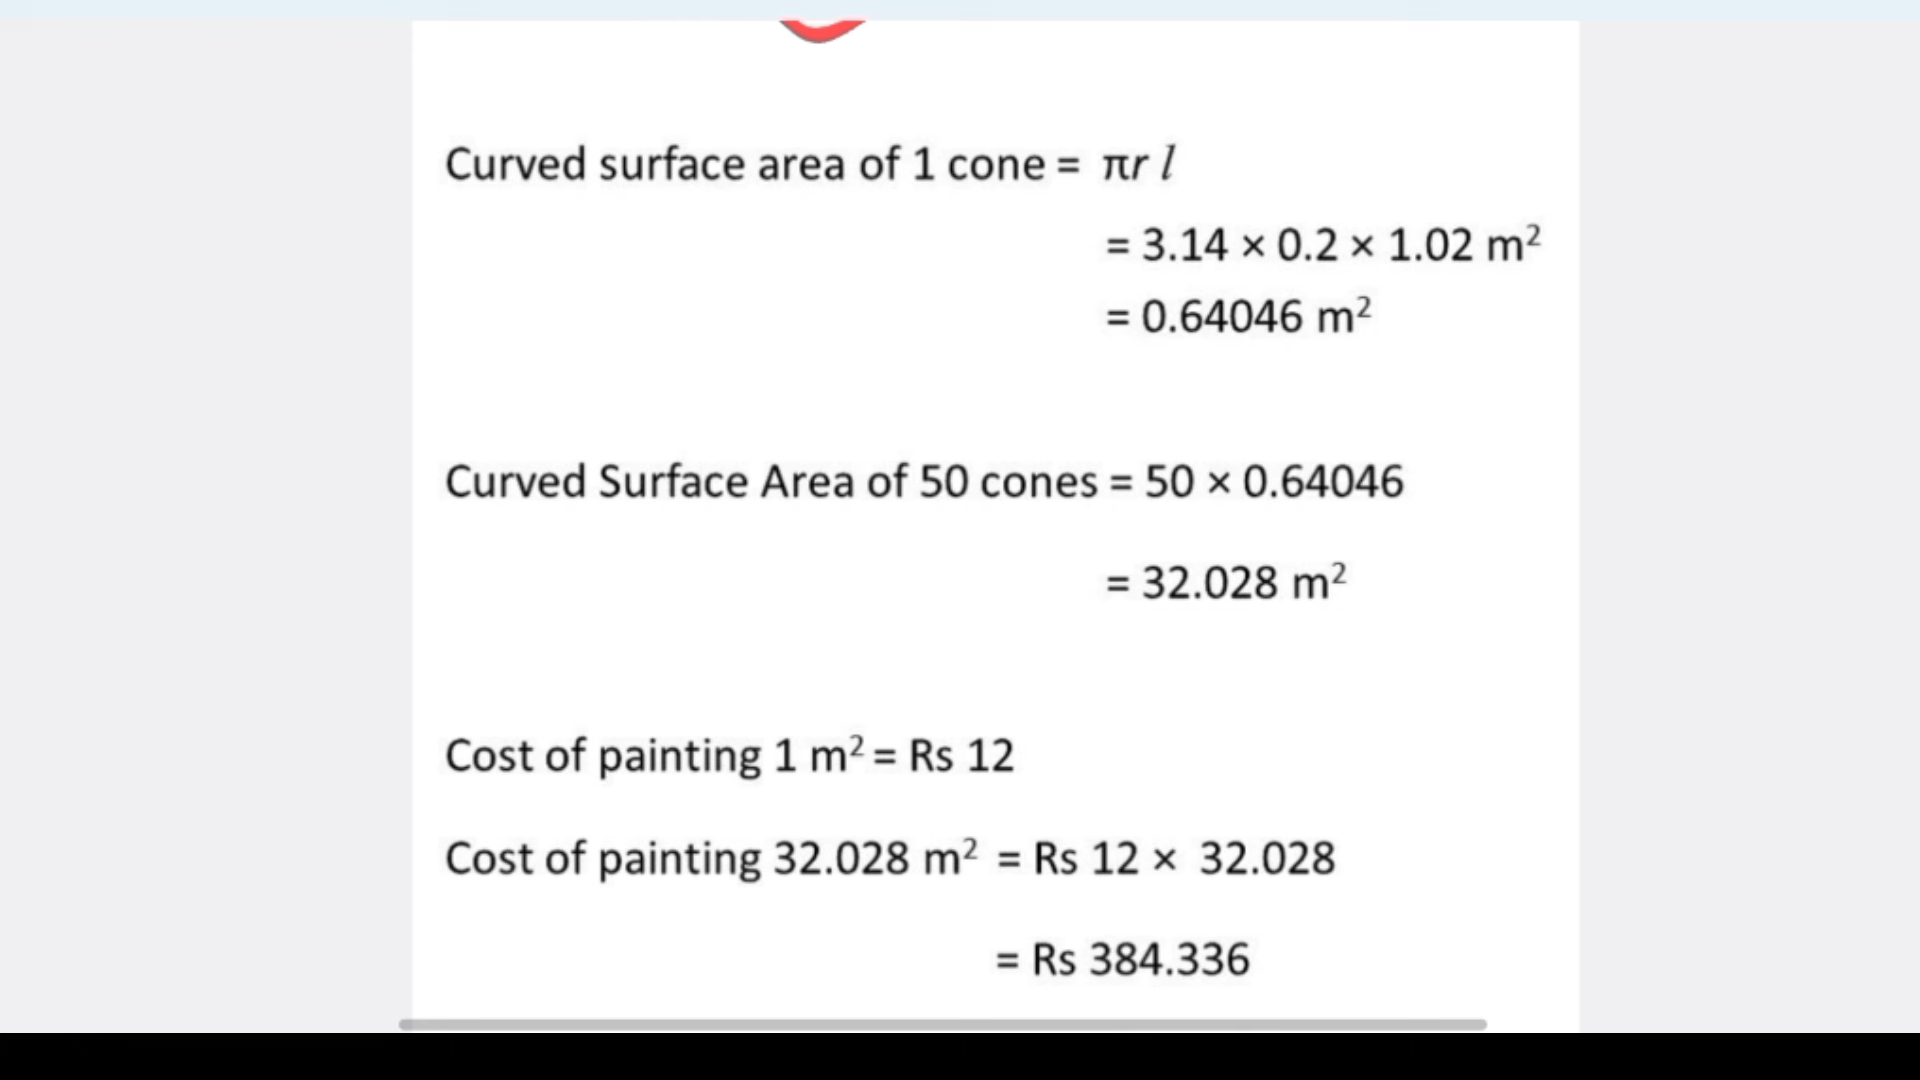 Curved surface area of 1 cone = πr l
= 3.14 × 0.2 × 1.02 m²
= 0.64046 m²
Curved Surface Area of 50 cones = 50 × 0.64046
= 32.028 m²
Cost of painting 1 m² = Rs 12
Cost of painting 32.028 m² = Rs 12 × 32.028
= Rs 384.336